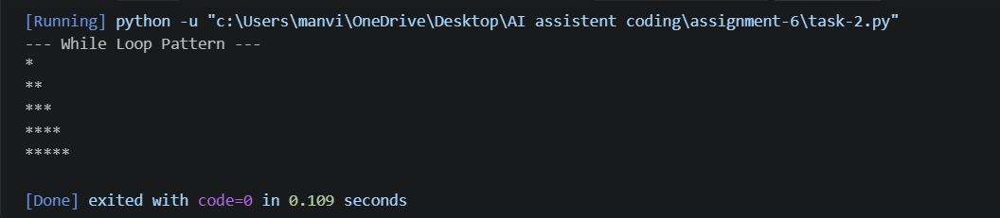 [Running] python -u "c:\Users\manvi\OneDrive\Desktop\AI assistent coding\assignment-6\task-2.py"
--- While Loop Pattern ---
*
**
***
****
*****
[Done] exited with code=0 in 0.109 seconds